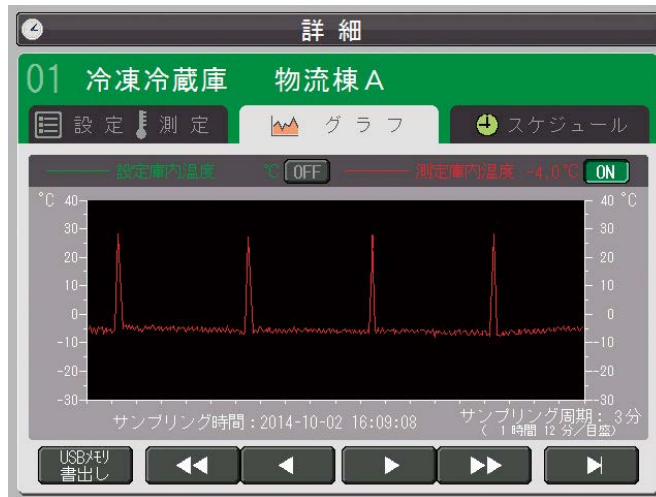 詳細
01 冷凍冷蔵庫 物流棟A
設定 測定 グラフ スケジュール
設定庫内温度 ℃ OFF 測定庫内温度 -4.0℃ ON
℃ 40 40 ℃
30 30
20 20
10 10
0 0
-10 -10
-20 -20
-30 -30
サンプリング時間:2014-10-02 16:09:08 サンプリング周期: 3分
( 1時間 12 分/目盛)
USBメモリ
書出し